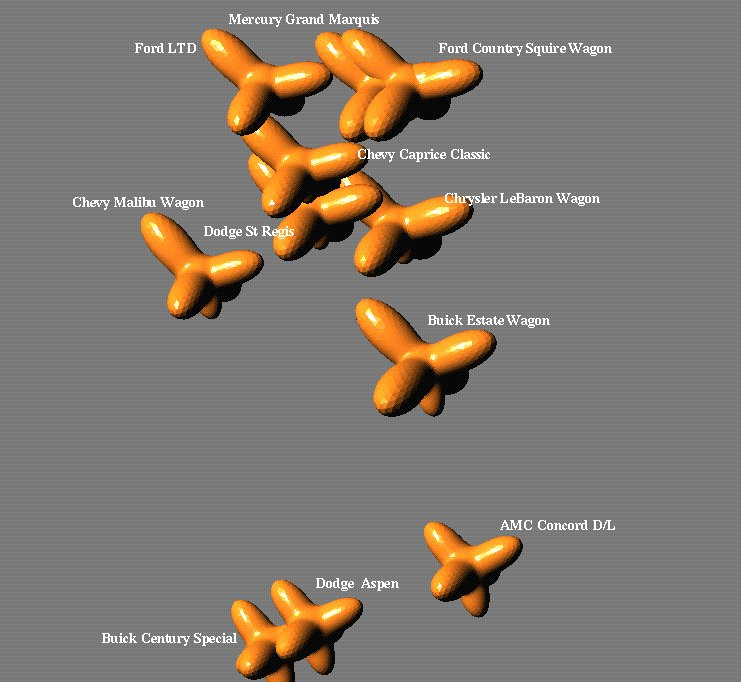 Mercury Grand Marquis
Ford LTD
Ford Country Squire Wagon
Chevy Caprice Classic
Chevy Malibu Wagon
Chrysler LeBaron Wagon
Dodge St Regis
Buick Estate Wagon
AMC Concord D/L
Dodge Aspen
Buick Century Special